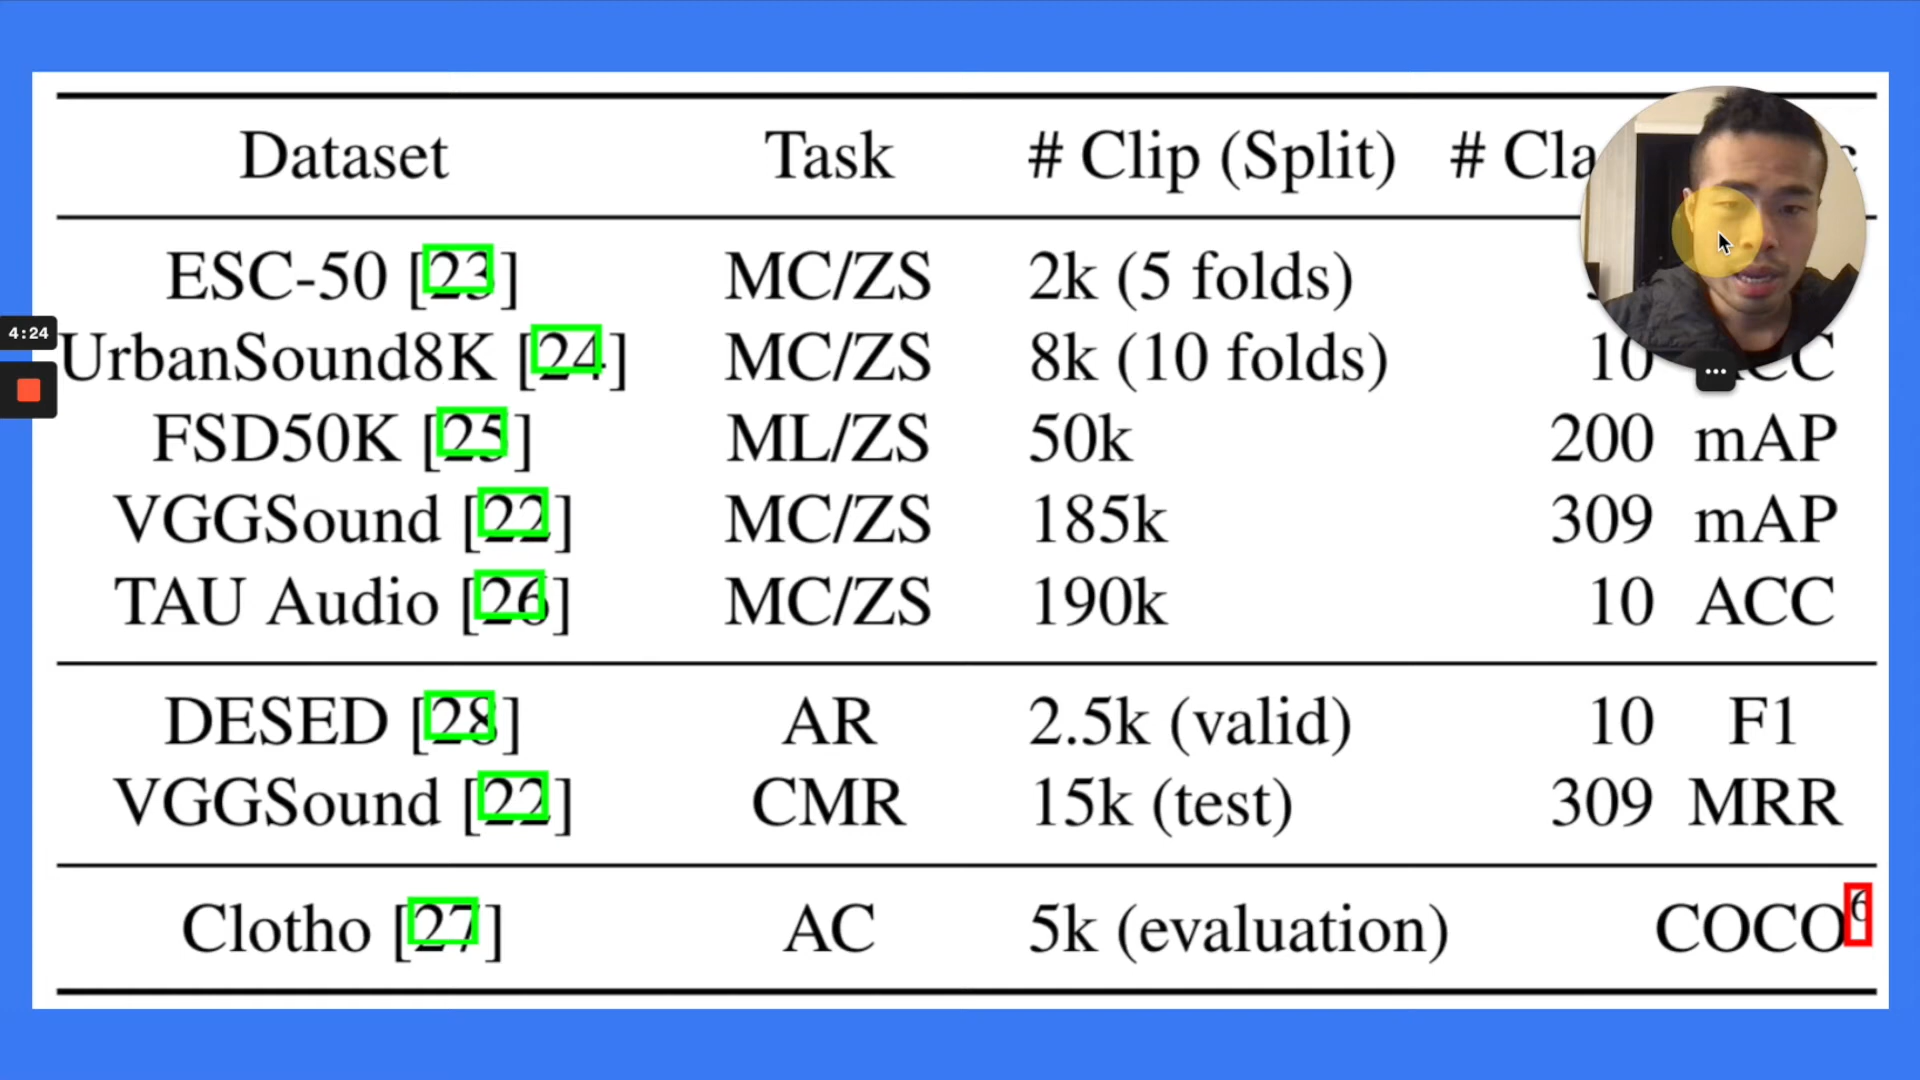 Dataset Task # Clip (Split) # Cla
ESC-50 [23] MC/ZS 2k (5 folds)
4:24
UrbanSound8K [24] MC/ZS 8k (10 folds) 10 ACC
FSD50K [25] ML/ZS 50k 200 mAP
VGGSound [22] MC/ZS 185k 309 mAP
TAU Audio [26] MC/ZS 190k 10 ACC
DESED [28] AR 2.5k (valid) 10 F1
VGGSound [22] CMR 15k (test) 309 MRR
Clotho [27] AC 5k (evaluation) COCO6